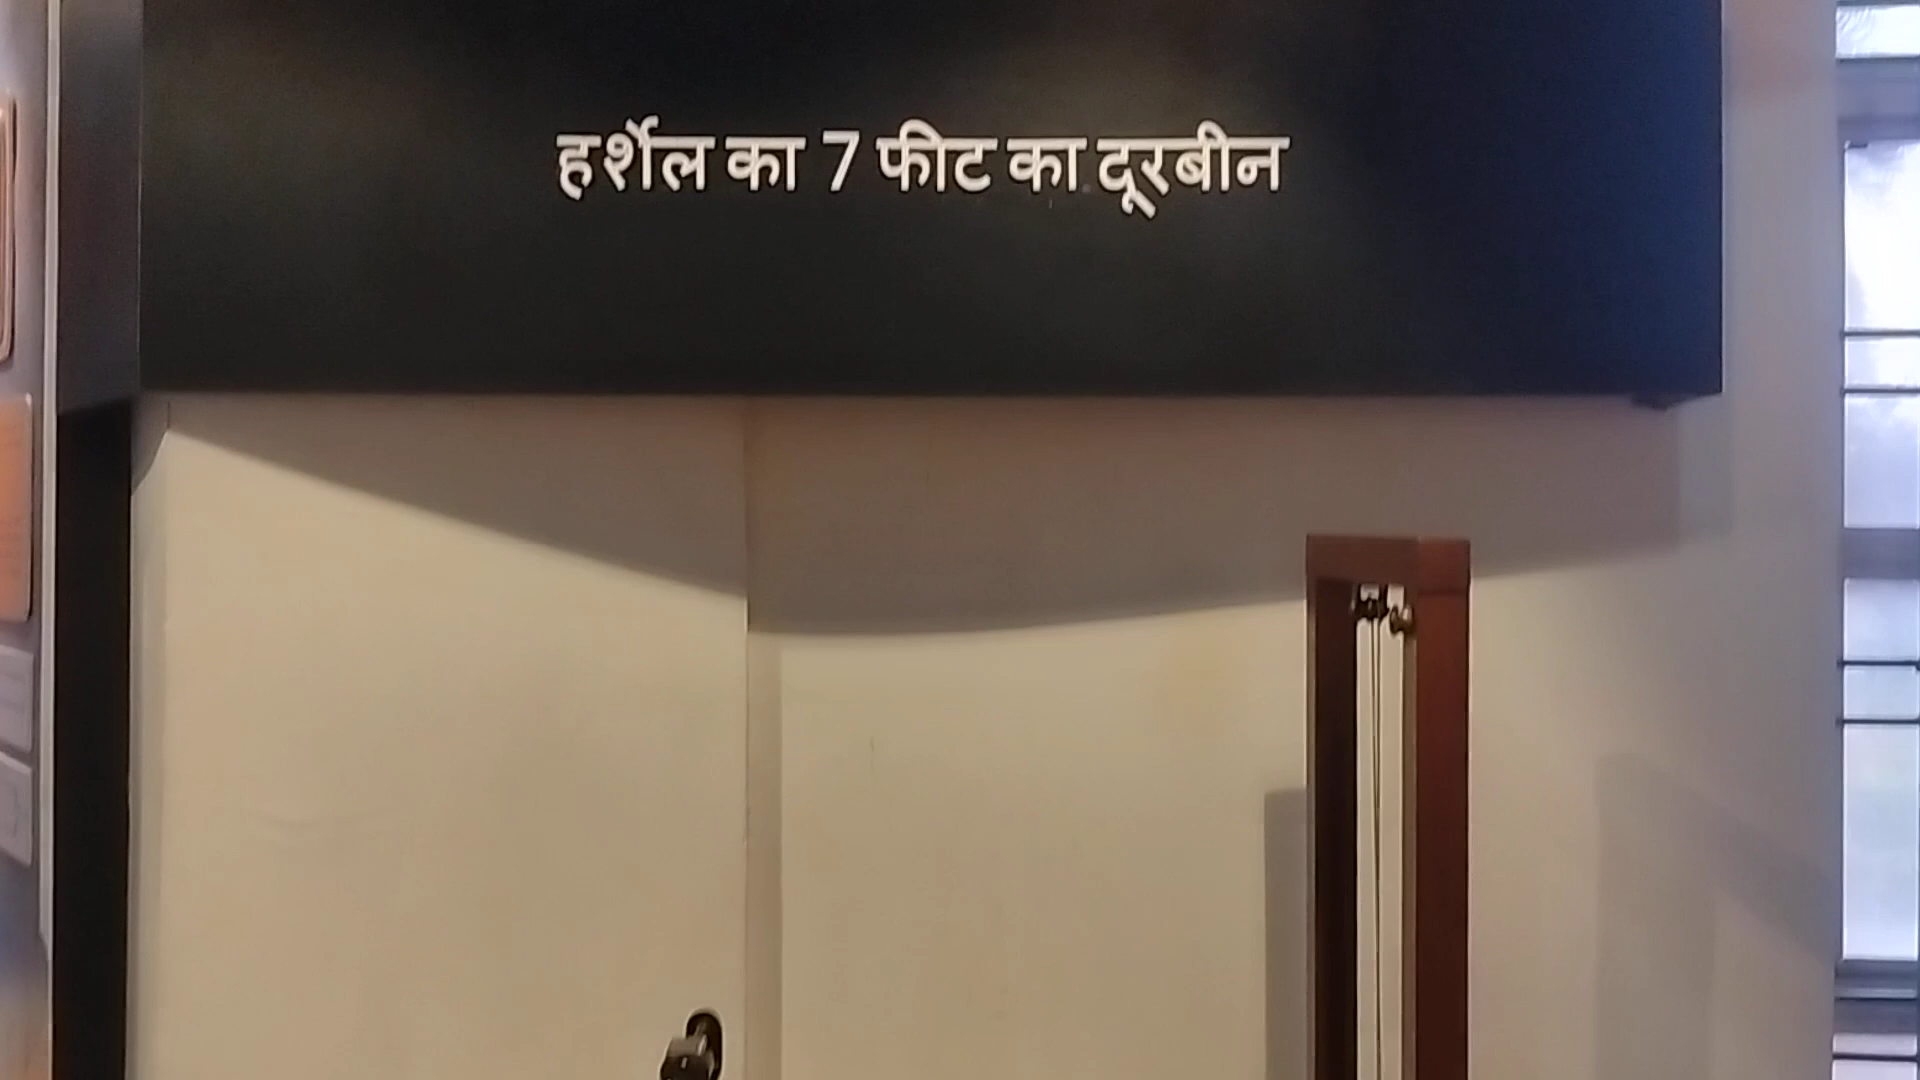 हर्शेल का 7 फीट का दूरबीन